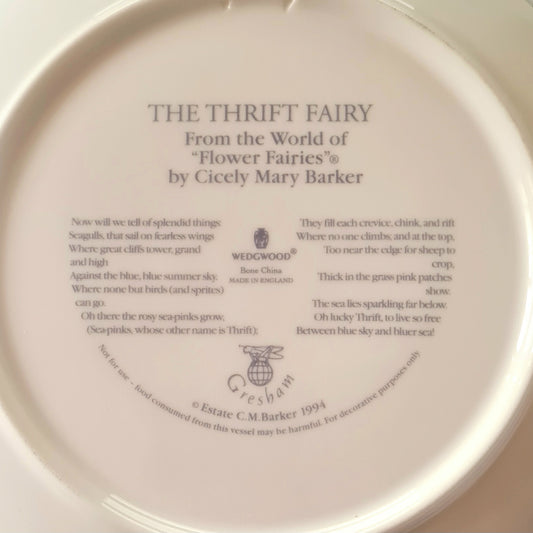 THE THRIFT FAIRY
From the World of
"Flower Fairies"®
by Cicely Mary Barker
Now will we tell of splendid things:
Seagulls, that sail on fearless wings
Where great cliffs tower, grand
and high
Against the blue, blue summer sky.
Where none but birds (and sprites)
can go.
Oh there the rosy sea-pinks grow,
(Sea-pinks, whose other name is Thrift);
WEDGWOOD®
Bone China
MADE IN ENGLAND
They fill each crevice, chink, and rift
Where no one climbs; and at the top,
Too near the edge for sheep to
crop,
Thick in the grass pink patches
show.
The sea lies sparkling far below.
Oh lucky Thrift, to live so free
Between blue sky and bluer sea!
Gresham
© Estate C.M.Barker 1994
Not for use - food consumed from this vessel may be harmful. For decorative purposes only